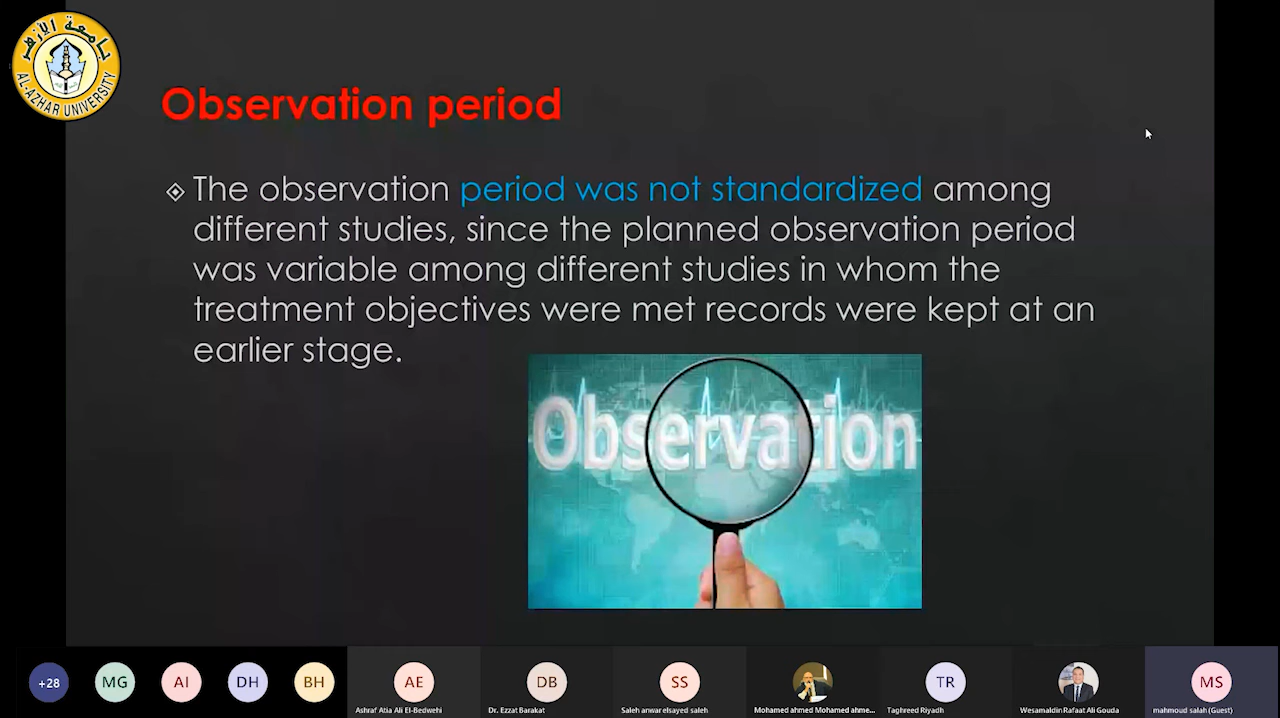 جامعة الأزهر
AL-AZHAR UNIVERSITY
Observation period
The observation period was not standardized among
different studies, since the planned observation period
was variable among different studies in whom the
treatment objectives were met records were kept at an
earlier stage.
Observation
+28
MG
AI
DH
BH
AE
DB
SS
TR
MS
Ashraf Atia Ali El-Bedwehi
Dr. Ezzat Barakat
Saleh anwar elsayed saleh
Mohamed ahmed Mohamed ahme...
Taghreed Riyadh
Wesamaldin Rafaat Ali Gouda
mahmoud salah (Guest)